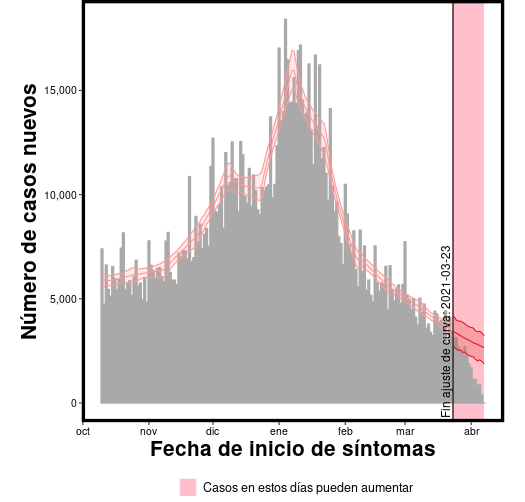 Número de casos nuevos
15,000
10,000
5,000
0
Fin ajuste de curva: 2021-03-23
oct nov dic ene feb mar abr
Fecha de inicio de síntomas
Casos en estos días pueden aumentar